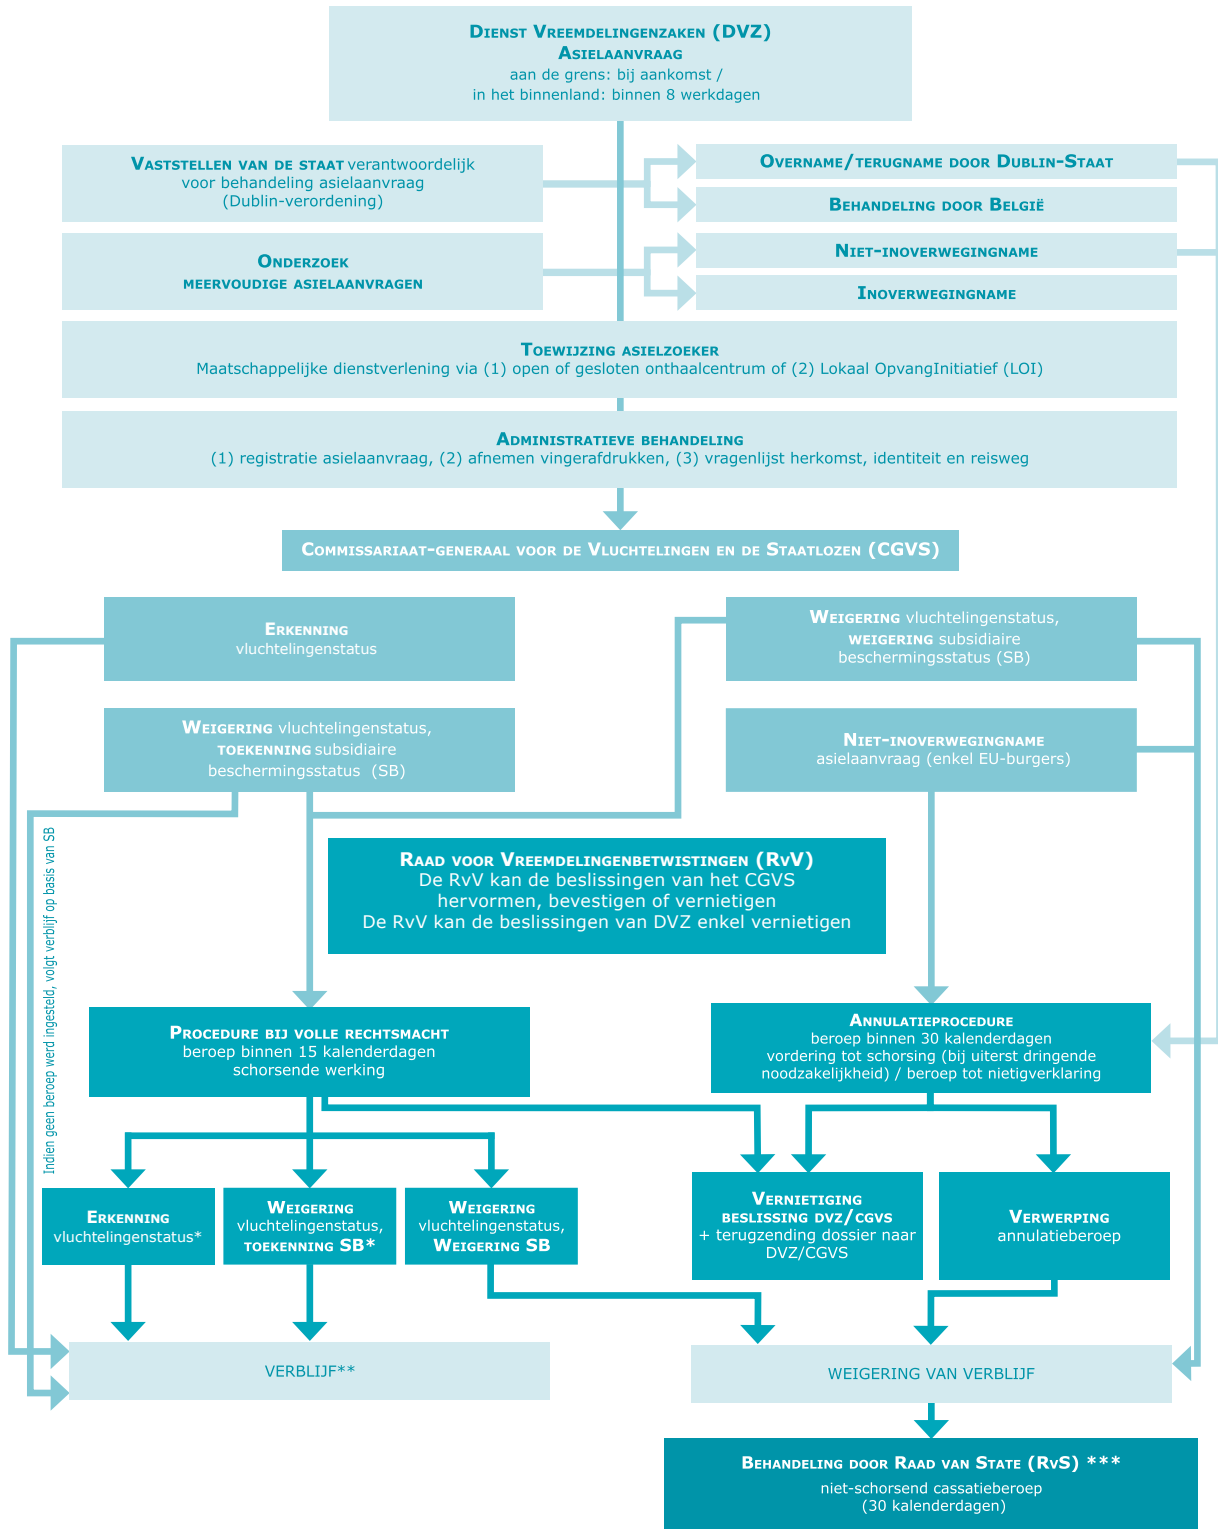 Dienst Vreemdelingenzaken (DVZ)
Asielaanvraag
aan de grens: bij aankomst /
in het binnenland: binnen 8 werkdagen
Vaststellen van de staat verantwoordelijk
voor behandeling asielaanvraag
(Dublin-verordening)
Overname/terugname door Dublin-Staat
Behandeling door België
Onderzoek
meervoudige asielaanvragen
Niet-inoverwegingname
Inoverwegingname
Toewijzing asielzoeker
Maatschappelijke dienstverlening via (1) open of gesloten onthaalcentrum of (2) Lokaal OpvangInitiatief (LOI)
Administratieve behandeling
(1) registratie asielaanvraag, (2) afnemen vingerafdrukken, (3) vragenlijst herkomst, identiteit en reisweg
Commissariaat-generaal voor de Vluchtelingen en de Staatlozen (CGVS)
Erkenning
vluchtelingenstatus
Weigering vluchtelingenstatus,
weigering subsidiaire
beschermingsstatus (SB)
Weigering vluchtelingenstatus,
toekenning subsidiaire
beschermingsstatus (SB)
Niet-inoverwegingname
asielaanvraag (enkel EU-burgers)
Indien geen beroep werd ingesteld, volgt verblijf op basis van SB
Raad voor Vreemdelingenbetwistingen (RvV)
De RvV kan de beslissingen van het CGVS
hervormen, bevestigen of vernietigen
De RvV kan de beslissingen van DVZ enkel vernietigen
Procedure bij volle rechtsmacht
beroep binnen 15 kalenderdagen
schorsende werking
Annulatieprocedure
beroep binnen 30 kalenderdagen
vordering tot schorsing (bij uiterst dringende
noodzakelijkheid) / beroep tot nietigverklaring
Erkenning
vluchtelingenstatus*
Weigering
vluchtelingenstatus,
toekenning SB*
Weigering
vluchtelingenstatus,
Weigering SB
Vernietiging
beslissing dvz/cgvs
+ terugzending dossier naar
DVZ/CGVS
Verwerping
annulatieberoep
VERBLIJF**
WEIGERING VAN VERBLIJF
Behandeling door Raad van State (RvS) ***
niet-schorsend cassatieberoep
(30 kalenderdagen)